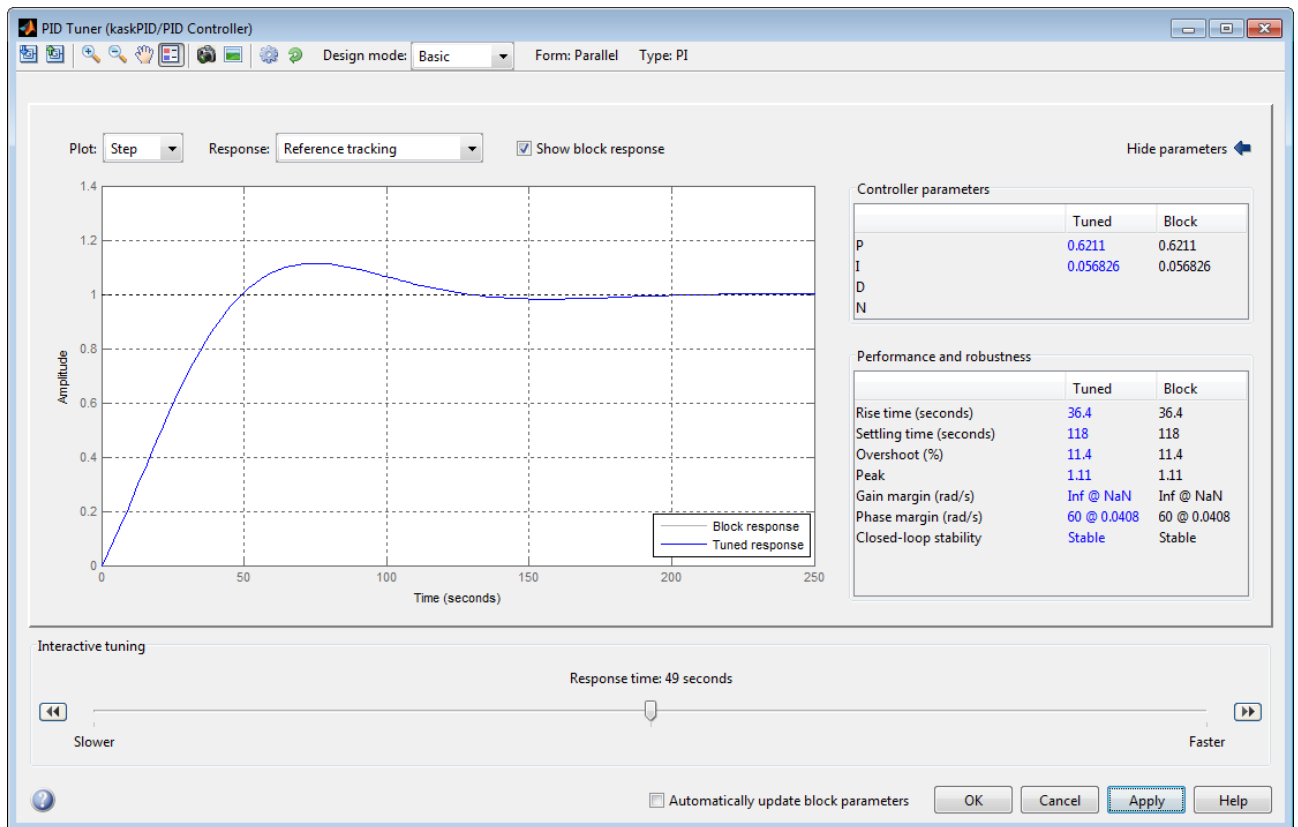 PID Tuner (kaskPID/PID Controller)
Design mode: Basic Form: Parallel Type: PI
Plot: Step Response: Reference tracking Show block response Hide parameters
1.4
1.2
1
0.8
0.6
0.4
0.2
0
Amplitude
0 50 100 150 200 250
Time (seconds)
Block response
Tuned response
Controller parameters
Tuned Block
P 0.6211 0.6211
I 0.056826 0.056826
D
N
Performance and robustness
Tuned Block
Rise time (seconds) 36.4 36.4
Settling time (seconds) 118 118
Overshoot (%) 11.4 11.4
Peak 1.11 1.11
Gain margin (rad/s) Inf @ NaN Inf @ NaN
Phase margin (rad/s) 60 @ 0.0408 60 @ 0.0408
Closed-loop stability Stable Stable
Interactive tuning
Response time: 49 seconds
Slower Faster
Automatically update block parameters OK Cancel Apply Help